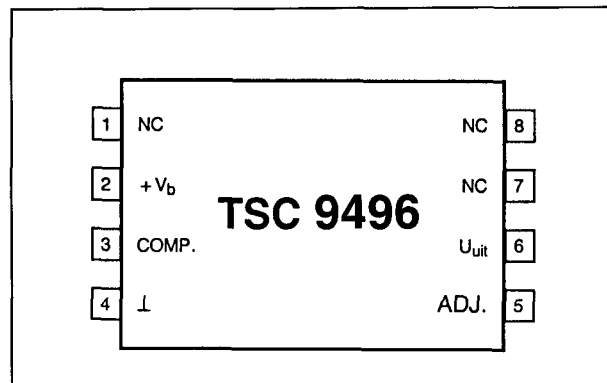 1 NC
2 +Vb
3 COMP.
4 ⊥
TSC 9496
NC 8
NC 7
Uuit 6
ADJ. 5